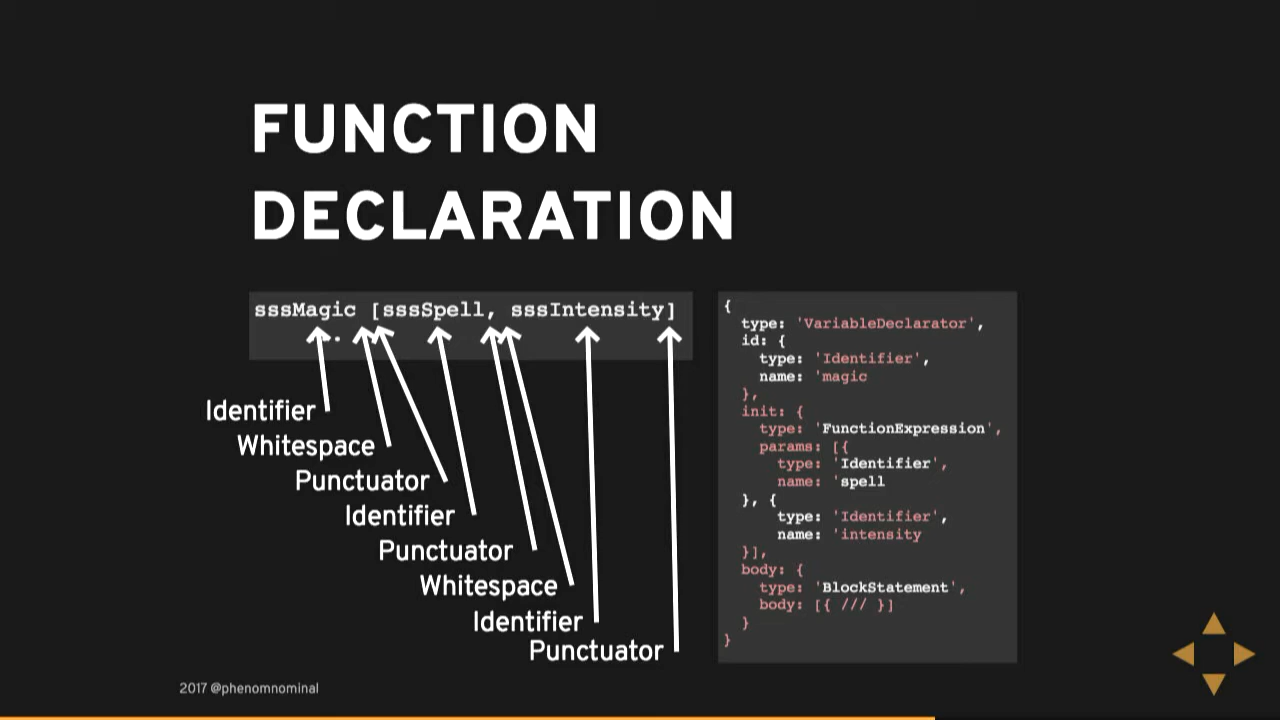 FUNCTION
DECLARATION
sssMagic [sssSpell, sssIntensity]
Identifier
Whitespace
Punctuator
Identifier
Punctuator
Whitespace
Identifier
Punctuator
{
type: 'VariableDeclarator',
id: {
type: 'Identifier',
name: 'magic
},
init: {
type: 'FunctionExpression',
params: [{
type: 'Identifier',
name: 'spell
}, {
type: 'Identifier',
name: 'intensity
}],
body: {
type: 'BlockStatement',
body: [{ /// }]
}
}
2017 @phenomnominal